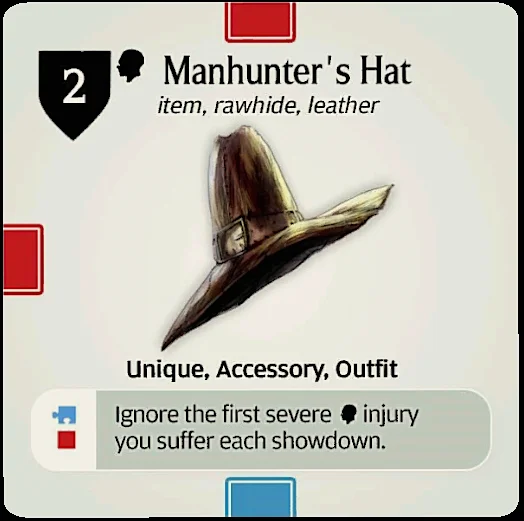 2
Manhunter's Hat
item, rawhide, leather
Unique, Accessory, Outfit
Ignore the first severe injury
you suffer each showdown.